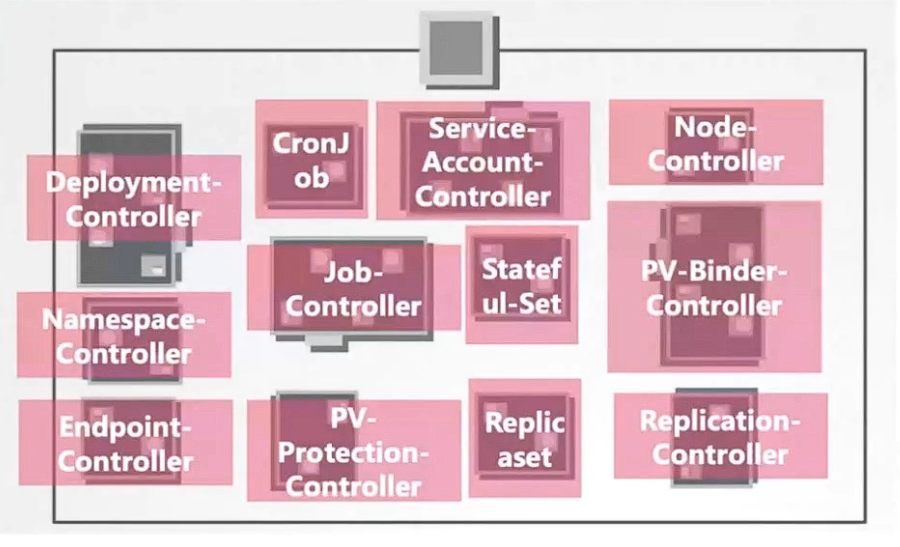 Deployment-
Controller
CronJ
ob
Service-
Account-
Controller
Node-
Controller
Namespace-
Controller
Job-
Controller
Statef
ul-Set
PV-Binder-
Controller
Endpoint-
Controller
PV-
Protection-
Controller
Replic
aset
Replication-
Controller